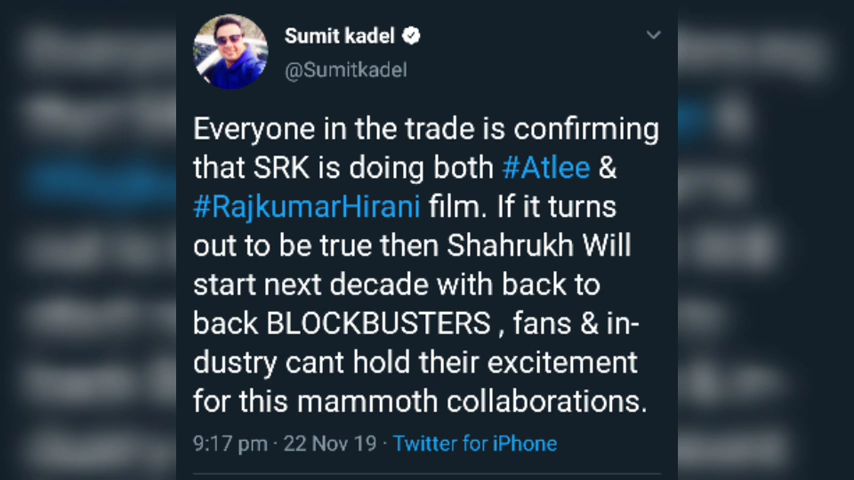 Sumit kadel
@Sumitkadel
Everyone in the trade is confirming
that SRK is doing both #Atlee &
#RajkumarHirani film. If it turns
out to be true then Shahrukh Will
start next decade with back to
back BLOCKBUSTERS , fans & in-
dustry cant hold their excitement
for this mammoth collaborations.
9:17 pm · 22 Nov 19 · Twitter for iPhone